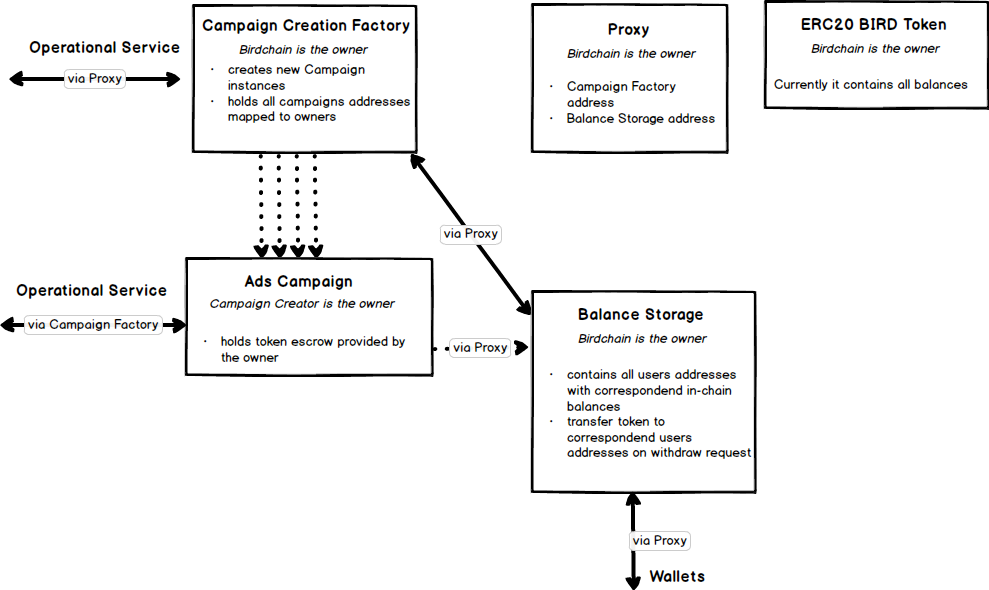 Campaign Creation Factory
Birdchain is the owner
· creates new Campaign
instances
· holds all campaigns addresses
mapped to owners
Operational Service
via Proxy
Proxy
Birdchain is the owner
· Campaign Factory
address
· Balance Storage address
ERC20 BIRD Token
Birdchain is the owner
Currently it contains all balances
via Proxy
Ads Campaign
Campaign Creator is the owner
· holds token escrow provided by
the owner
Operational Service
via Campaign Factory
via Proxy
Balance Storage
Birdchain is the owner
· contains all users addresses
with correspondend in-chain
balances
· transfer token to
correspondend users
addresses on withdraw request
via Proxy
Wallets